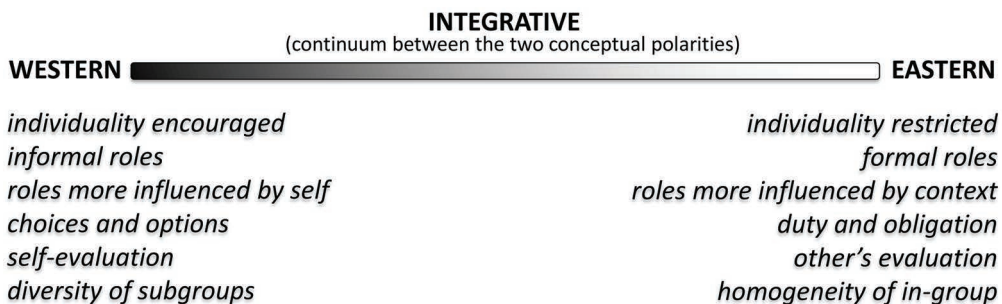 INTEGRATIVE
(continuum between the two conceptual polarities)
WESTERN EASTERN
individuality encouraged individuality restricted
informal roles formal roles
roles more influenced by self roles more influenced by context
choices and options duty and obligation
self-evaluation other’s evaluation
diversity of subgroups homogeneity of in-group